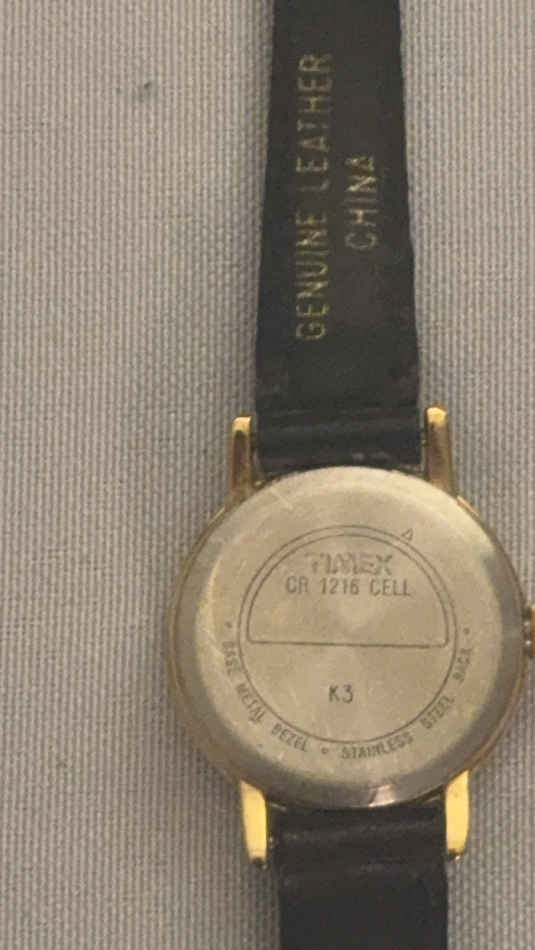 GENUINE LEATHER
CHINA
TIMEX
CR 1216 CELL
K3
BASE METAL BEZEL • STAINLESS STEEL BACK •